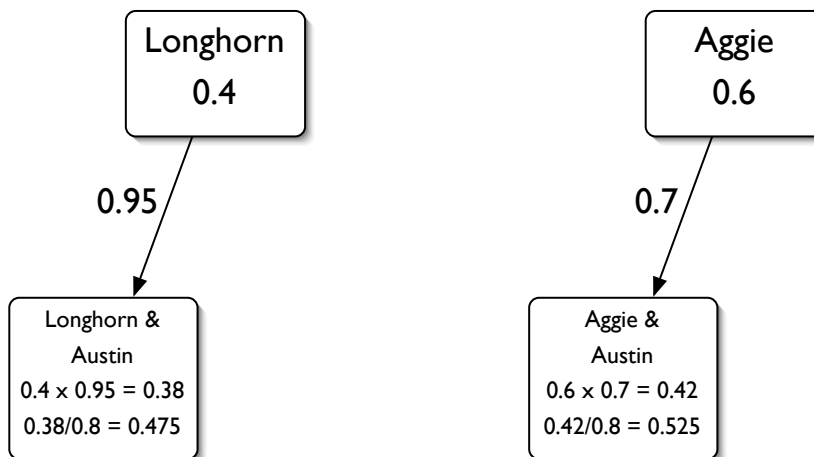 Longhorn
0.4
Aggie
0.6
0.95
0.7
Longhorn &
Austin
0.4 x 0.95 = 0.38
0.38/0.8 = 0.475
Aggie &
Austin
0.6 x 0.7 = 0.42
0.42/0.8 = 0.525